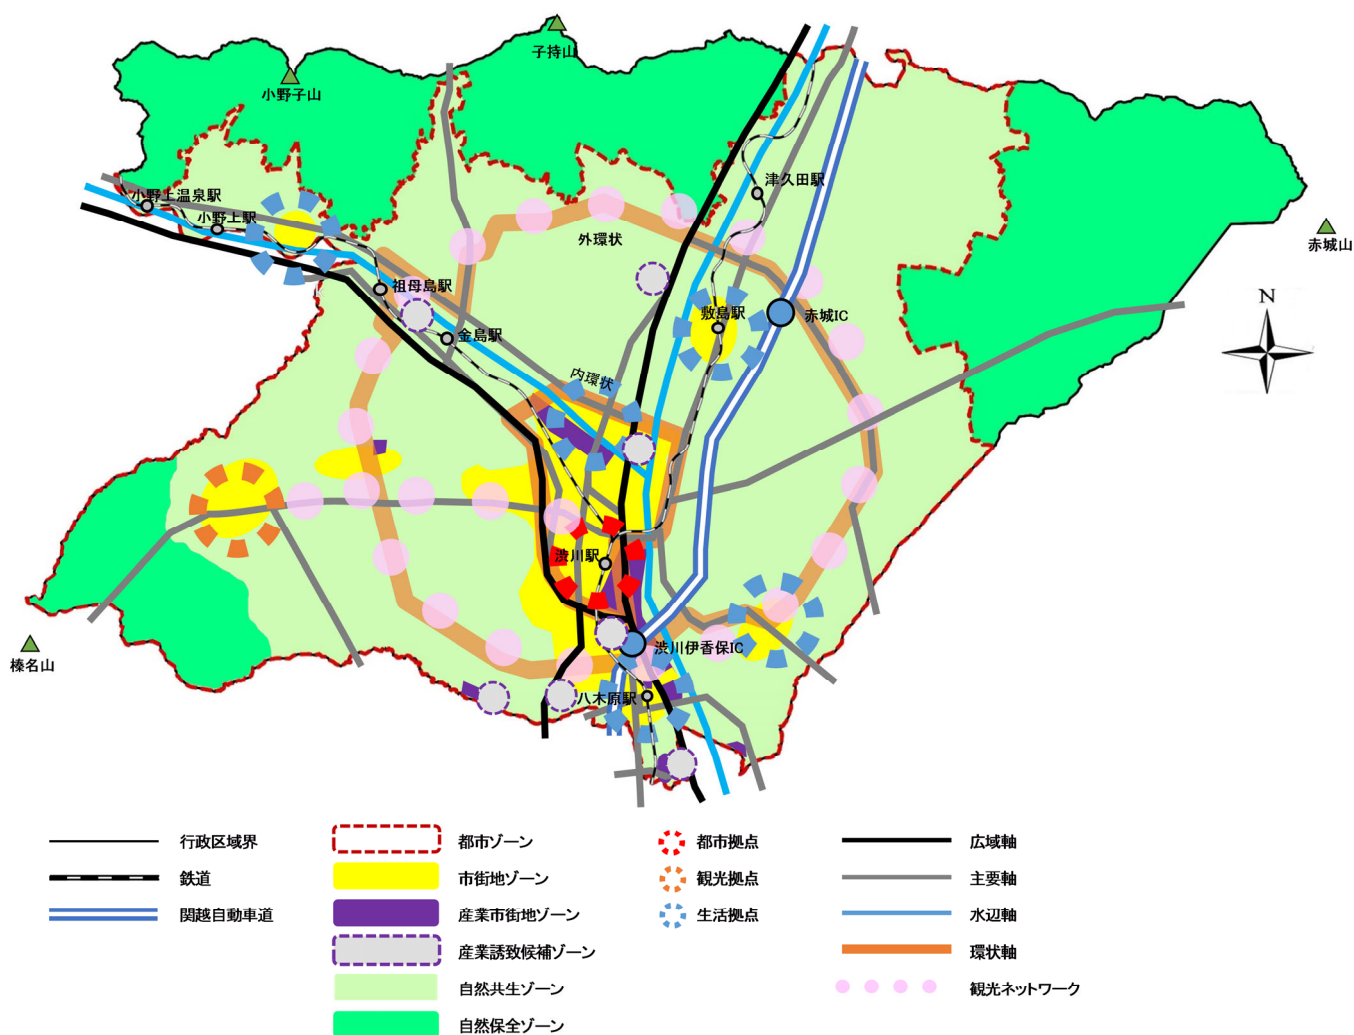 子持山
小野子山
津久田駅
小野上温泉駅
小野上駅
外環状
赤城山
祖母島駅
金島駅
敷島駅
赤城IC
N
内環状
渋川駅
渋川伊香保IC
榛名山
八木原駅
行政区域界
鉄道
関越自動車道
都市ゾーン
市街地ゾーン
産業市街地ゾーン
産業誘致候補ゾーン
自然共生ゾーン
自然保全ゾーン
都市拠点
観光拠点
生活拠点
広域軸
主要軸
水辺軸
環状軸
観光ネットワーク